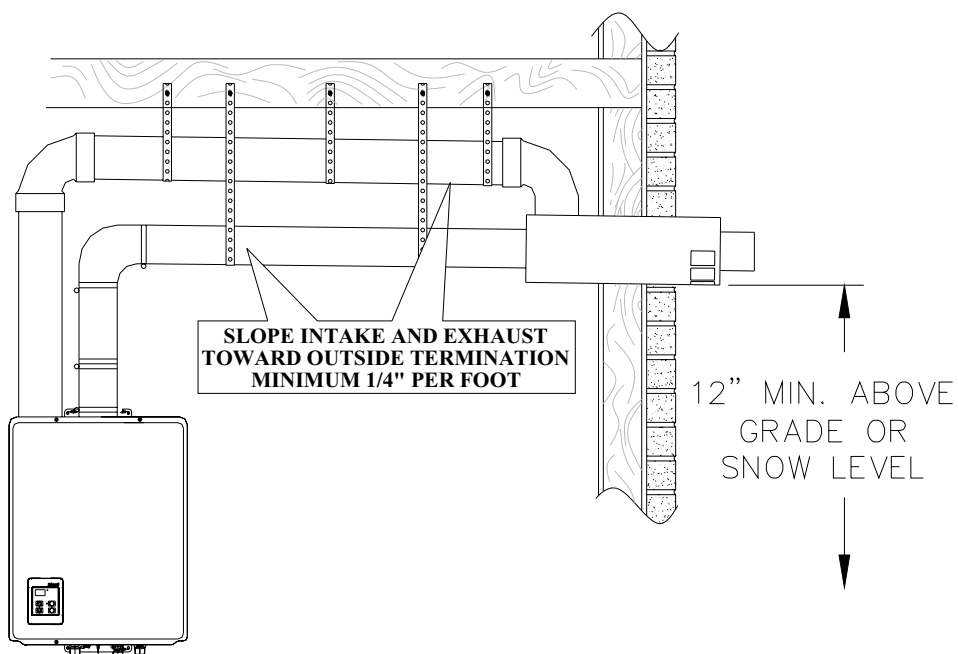 SLOPE INTAKE AND EXHAUST
TOWARD OUTSIDE TERMINATION
MINIMUM 1/4" PER FOOT
12” MIN. ABOVE
GRADE OR
SNOW LEVEL